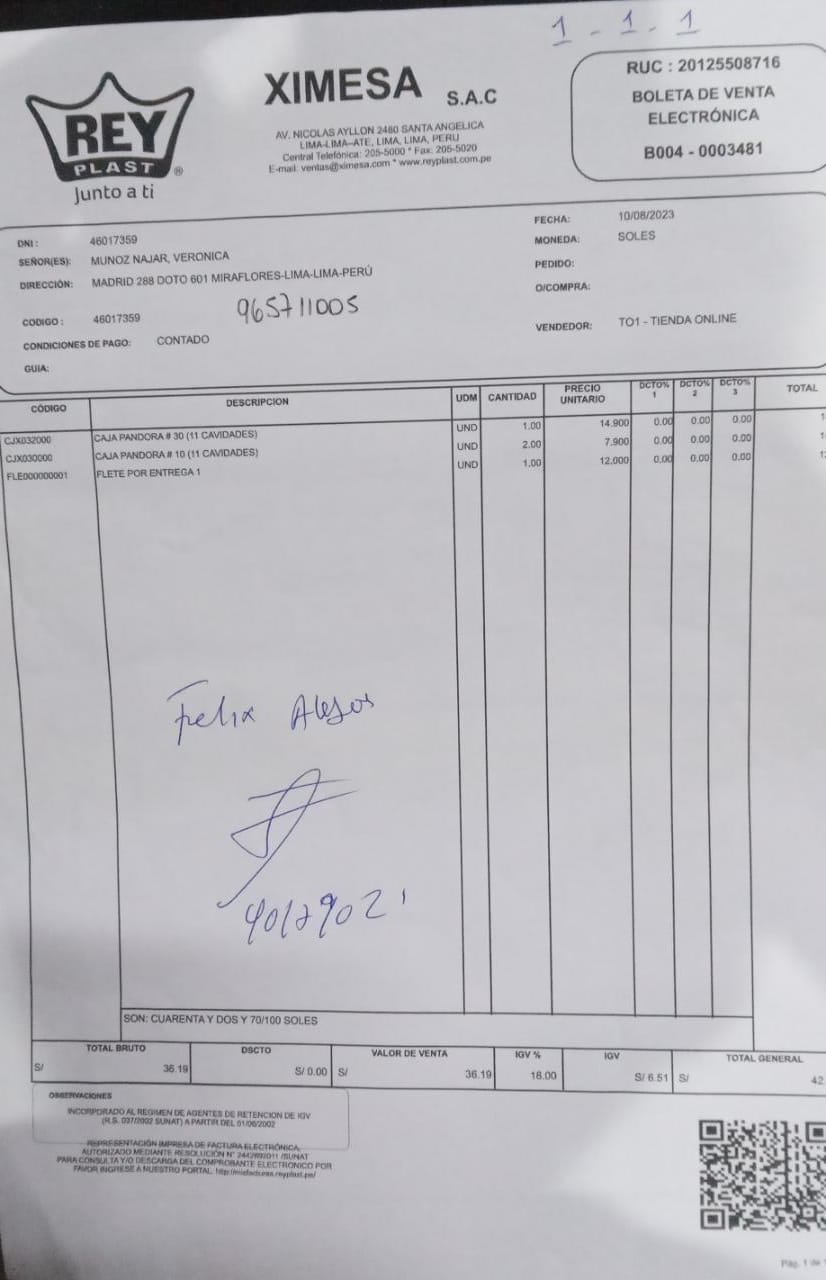 1 - 1 - 1
REY
PLAST ®
Junto a ti
XIMESA S.A.C
AV. NICOLAS AYLLON 2480 SANTA ANGELICA
LIMA-LIMA--ATE, LIMA, LIMA, PERU
Central Telefónica: 205-5000 * Fax: 205-5020
E-mail: ventas@ximesa.com * www.reyplast.com.pe
RUC : 20125508716
BOLETA DE VENTA
ELECTRÓNICA
B004 - 0003481
DNI : 46017359
SEÑOR(ES): MUNOZ NAJAR, VERONICA
DIRECCIÓN: MADRID 288 DOTO 601 MIRAFLORES-LIMA-LIMA-PERÚ
CODIGO : 46017359
965711005
CONDICIONES DE PAGO: CONTADO
GUIA:
FECHA: 10/08/2023
MONEDA: SOLES
PEDIDO:
O/COMPRA:
VENDEDOR: TO1 - TIENDA ONLINE
CÓDIGO DESCRIPCION UDM CANTIDAD PRECIO UNITARIO DCTO% 1 DCTO% 2 DCTO% 3 TOTAL
CJX032000 CAJA PANDORA # 30 (11 CAVIDADES) UND 1.00 14.900 0.00 0.00 0.00
CJX030000 CAJA PANDORA # 10 (11 CAVIDADES) UND 2.00 7.900 0.00 0.00 0.00
FLE000000001 FLETE POR ENTREGA 1 UND 1.00 12.000 0.00 0.00 0.00
Felix Alejos
SON: CUARENTA Y DOS Y 70/100 SOLES
TOTAL BRUTO DSCTO VALOR DE VENTA IGV % IGV TOTAL GENERAL
S/ 36.19 S/ 0.00 S/ 36.19 18.00 S/ 6.51 S/ 42.
OBSERVACIONES
INCORPORADO AL REGIMEN DE AGENTES DE RETENCION DE IGV
(R.S. 037/2002 SUNAT) A PARTIR DEL 01/06/2002
REPRESENTACIÓN IMPRESA DE FACTURA ELECTRÓNICA,
AUTORIZADO MEDIANTE RESOLUCIÓN N° /SUNAT
PARA CONSULTA Y/O DESCARGA DEL COMPROBANTE ELECTRONICO POR
FAVOR INGRESE A NUESTRO PORTAL:
Pág. 1 de